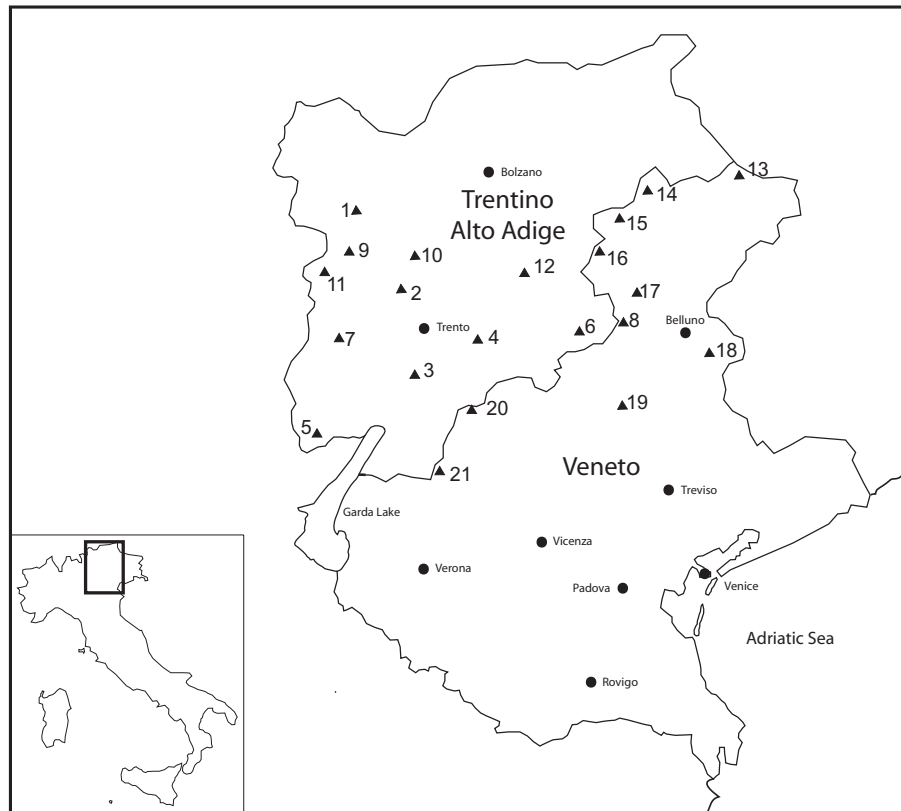 Bolzano
13
14
Trentino
Alto Adige
1
15
9
10
16
11
12
2
17
8
Trento
6
Belluno
7
4
18
3
20
19
5
Veneto
21
Treviso
Garda Lake
Vicenza
Verona
Padova
Venice
Adriatic Sea
Rovigo